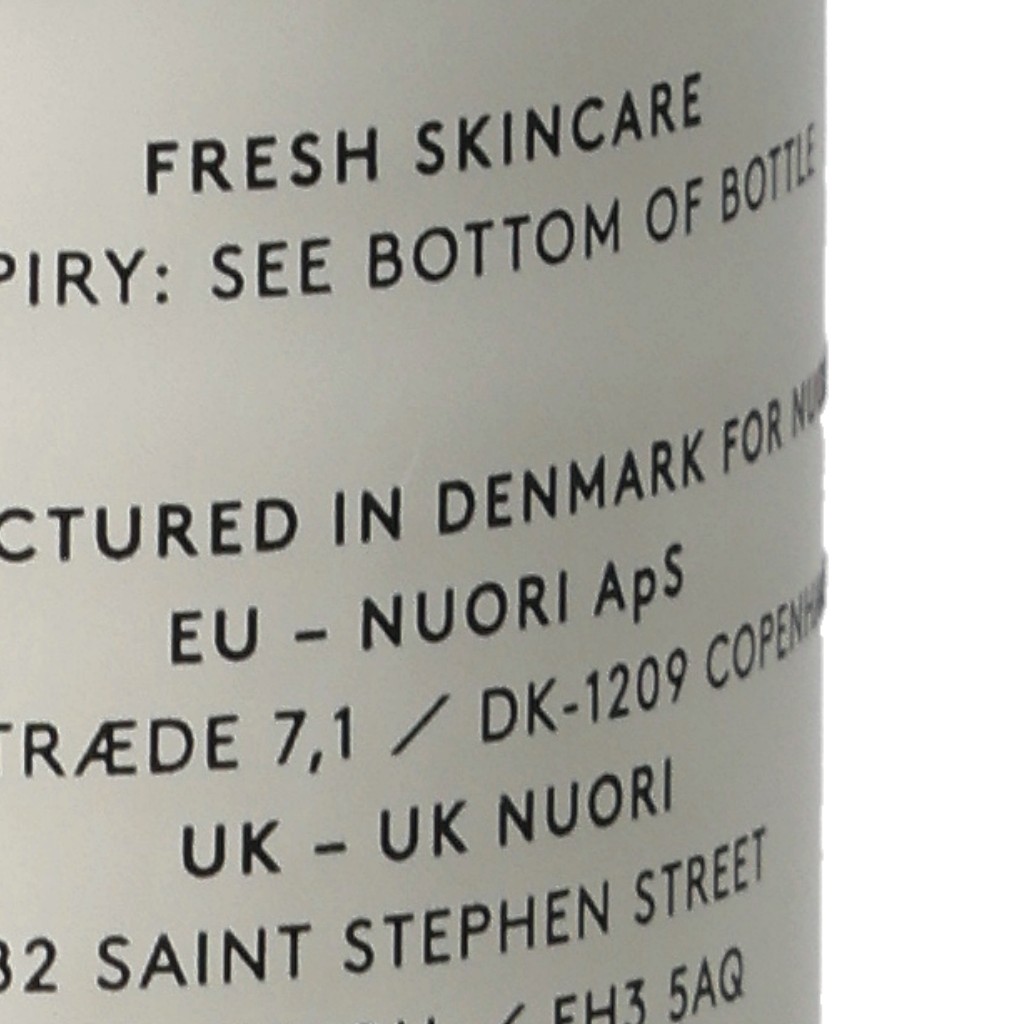 FRESH SKINCARE
PIRY: SEE BOTTOM OF BOTTLE
CTURED IN DENMARK FOR
EU – NUORI ApS
TRÆDE 7,1 / DK-1209
UK – UK NUORI
32 SAINT STEPHEN STREET
/ EH3 5AQ